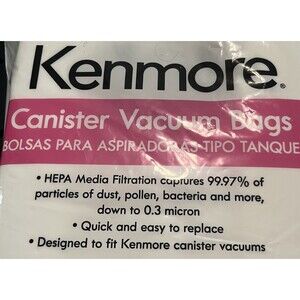 Kenmore®
Canister Vacuum Bags
BOLSAS PARA ASPIRADORAS TIPO TANQUE
• HEPA Media Filtration captures 99.97% of
particles of dust, pollen, bacteria and more,
down to 0.3 micron
• Quick and easy to replace
• Designed to fit Kenmore canister vacuums